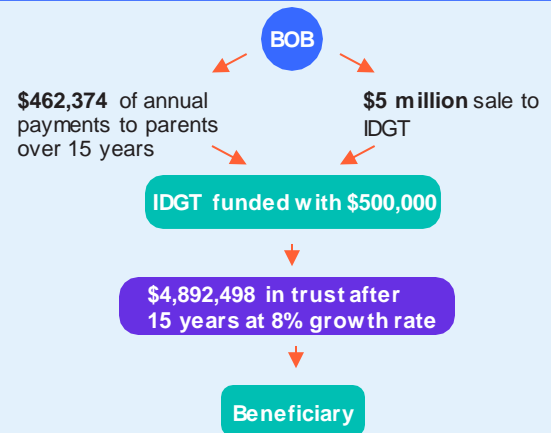 BOB
$462,374 of annual
payments to parents
over 15 years
$5 million sale to
IDGT
IDGT funded with $500,000
$4,892,498 in trust after
15 years at 8% growth rate
Beneficiary